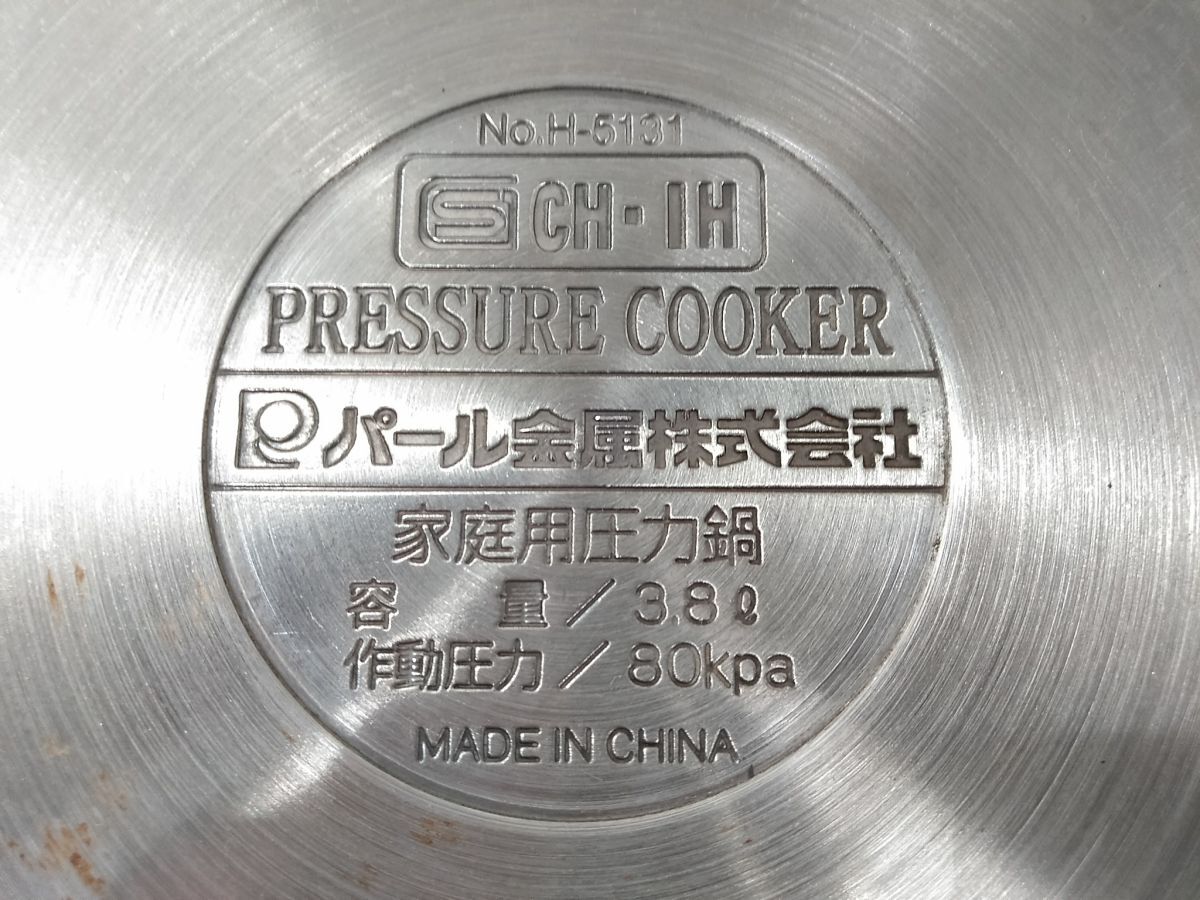 No.H-5131
SG CH・IH
PRESSURE COOKER
パール金属株式会社
家庭用圧力鍋
容量/3.8ℓ
作動圧力/80kpa
MADE IN CHINA